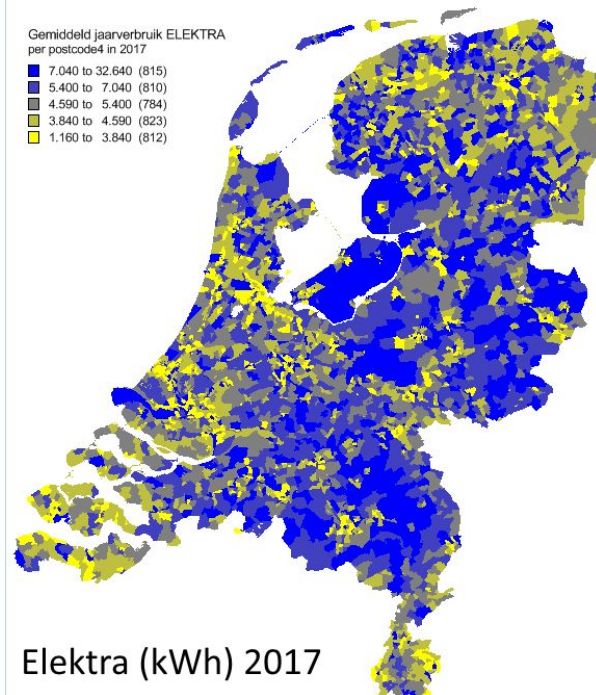 Gemiddeld jaarverbruik ELEKTRA
per postcode4 in 2017
7.040 to 32.640 (815)
5.400 to 7.040 (810)
4.590 to 5.400 (784)
3.840 to 4.590 (823)
1.160 to 3.840 (812)
Elektra (kWh) 2017